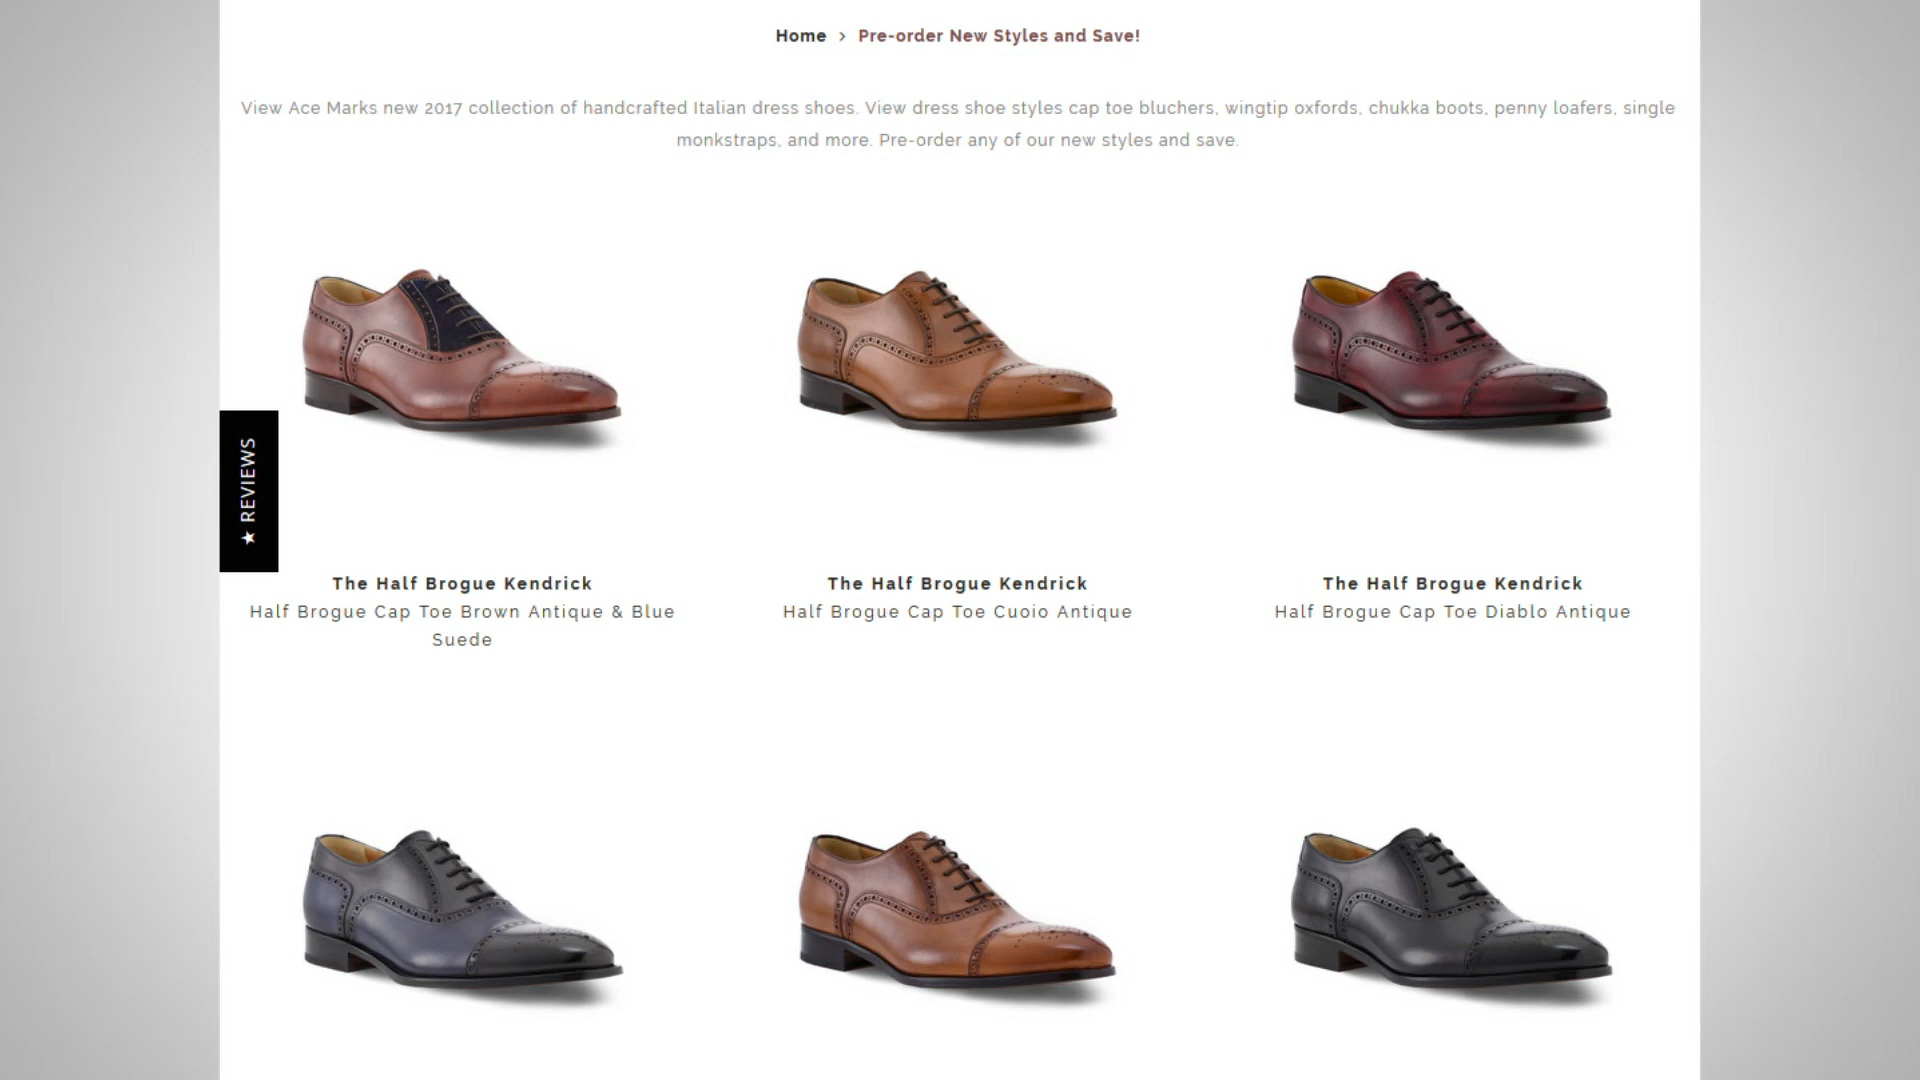 Home > Pre-order New Styles and Save!
View Ace Marks new 2017 collection of handcrafted Italian dress shoes. View dress shoe styles cap toe bluchers, wingtip oxfords, chukka boots, penny loafers, single
monkstraps, and more. Pre-order any of our new styles and save.
★ REVIEWS
The Half Brogue Kendrick
Half Brogue Cap Toe Brown Antique & Blue
Suede
The Half Brogue Kendrick
Half Brogue Cap Toe Cuoio Antique
The Half Brogue Kendrick
Half Brogue Cap Toe Diablo Antique